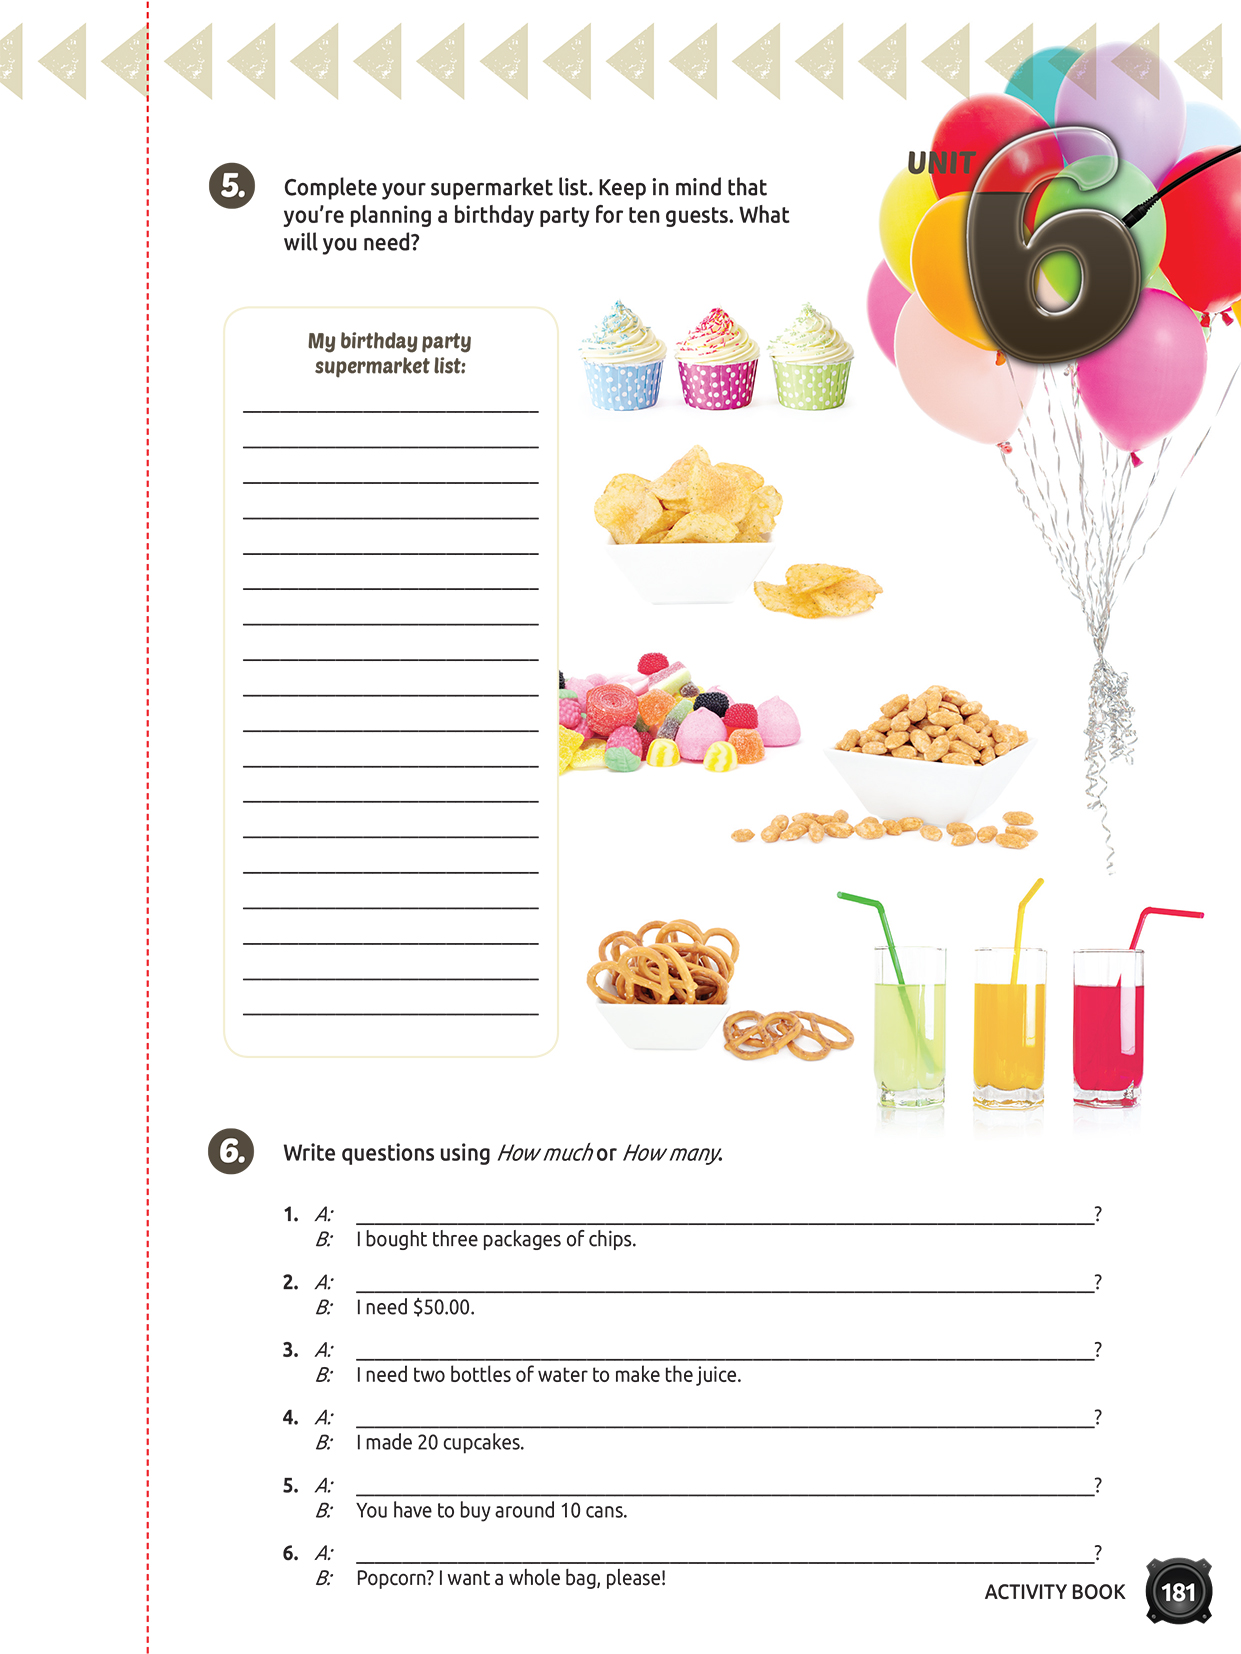 UNIT
6
5. Complete your supermarket list. Keep in mind that
you’re planning a birthday party for ten guests. What
will you need?
My birthday party
supermarket list:
6. Write questions using How much or How many.
1. A: ______________________________?
B: I bought three packages of chips.
2. A: ______________________________?
B: I need $50.00.
3. A: ______________________________?
B: I need two bottles of water to make the juice.
4. A: ______________________________?
B: I made 20 cupcakes.
5. A: ______________________________?
B: You have to buy around 10 cans.
6. A: ______________________________?
B: Popcorn? I want a whole bag, please!
ACTIVITY BOOK 181